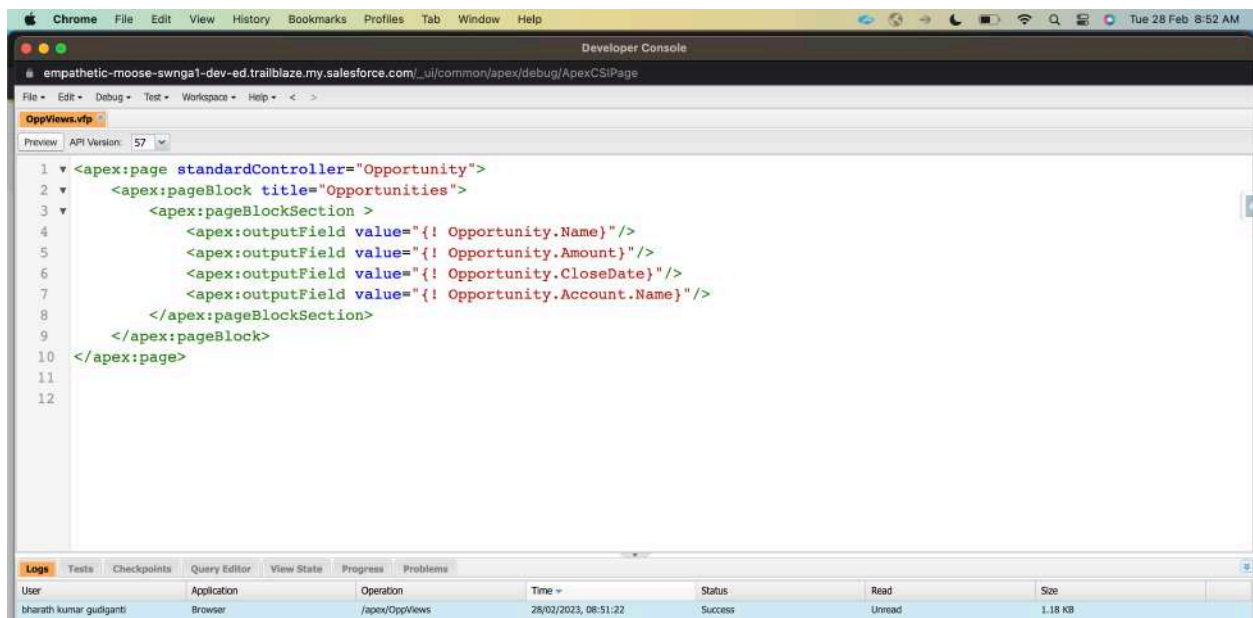 Chrome File Edit View History Bookmarks Profiles Tab Window Help Tue 28 Feb 8:52 AM
Developer Console
empathetic-moose-swnga1-dev-ed.trailblaze.my.salesforce.com/_ui/common/apex/debug/ApexCSIPage
File Edit Debug Test Workspace Help < >
OppViews.vfp
Preview API Version: 57
1 <apex:page standardController="Opportunity">
2 <apex:pageBlock title="Opportunities">
3 <apex:pageBlockSection >
4 <apex:outputField value="{! Opportunity.Name}"/>
5 <apex:outputField value="{! Opportunity.Amount}"/>
6 <apex:outputField value="{! Opportunity.CloseDate}"/>
7 <apex:outputField value="{! Opportunity.Account.Name}"/>
8 </apex:pageBlockSection>
9 </apex:pageBlock>
10 </apex:page>
11
12
Logs Tests Checkpoints Query Editor View State Progress Problems
User Application Operation Time Status Read Size
bharath kumar gudiganti Browser /apex/OppViews 28/02/2023, 08:51:22 Success Unread 1.18 KB